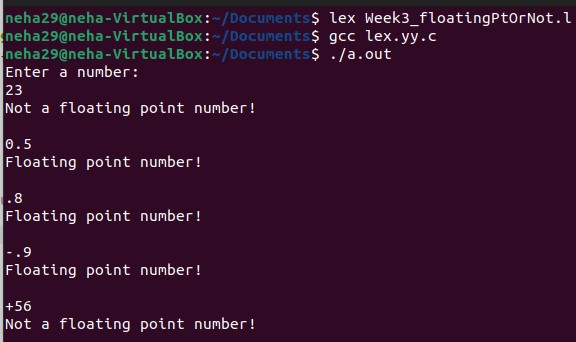 neha29@neha-VirtualBox:~/Documents$ lex Week3_floatingPtOrNot.l
neha29@neha-VirtualBox:~/Documents$ gcc lex.yy.c
neha29@neha-VirtualBox:~/Documents$ ./a.out
Enter a number:
23
Not a floating point number!
0.5
Floating point number!
.8
Floating point number!
-.9
Floating point number!
+56
Not a floating point number!